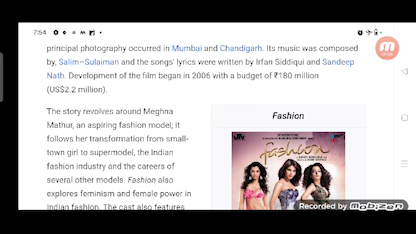 7:54
principal photography occurred in Mumbai and Chandigarh. Its music was composed
by, Salim–Sulaiman and the songs' lyrics were written by Irfan Siddiqui and Sandeep
Nath. Development of the film began in 2006 with a budget of ₹180 million
(US$2.2 million).
The story revolves around Meghna
Mathur, an aspiring fashion model; it
follows her transformation from small-
town girl to supermodel, the Indian
fashion industry and the careers of
several other models. Fashion also
explores feminism and female power in
Indian fashion. The cast also features
Fashion
UTV
fashion
Recorded by Mobizen